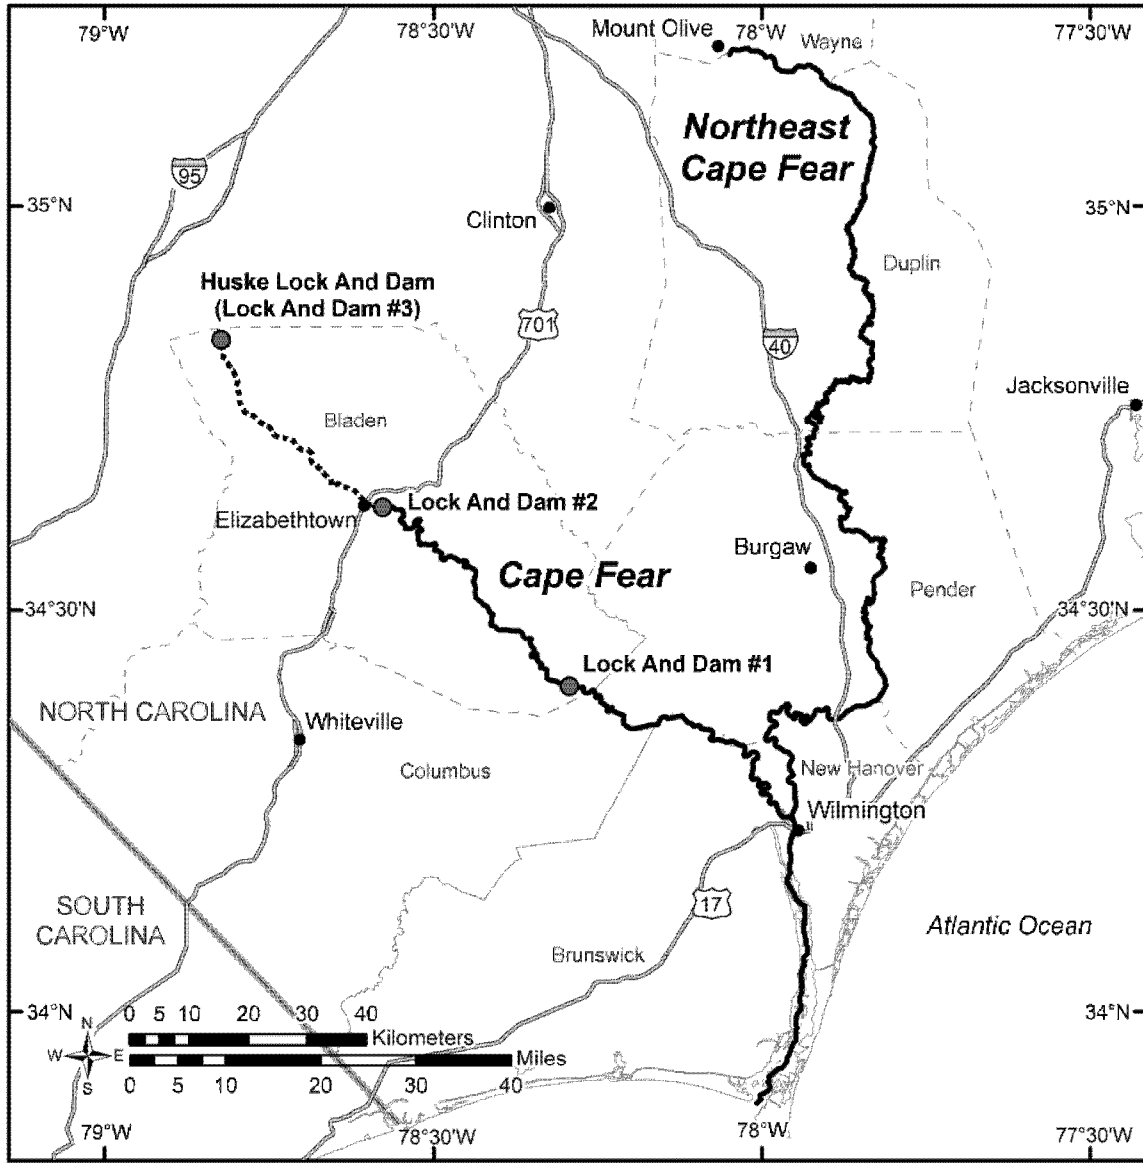 79°W
78°30'W
78°W
77°30'W
Mount Olive
Wayne
Northeast
Cape Fear
95
35°N
35°N
Clinton
Duplin
Huske Lock And Dam
(Lock And Dam #3)
701
40
Jacksonville
Bladen
Lock And Dam #2
Elizabethtown
Burgaw
Cape Fear
Pender
34°30'N
34°30'N
Lock And Dam #1
NORTH CAROLINA
Whiteville
Columbus
New Hanover
Wilmington
17
SOUTH
CAROLINA
Atlantic Ocean
Brunswick
34°N
34°N
N
W E
S
0 5 10 20 30 40
Kilometers
Miles
0 5 10 20 30 40
79°W
78°30'W
78°W
77°30'W